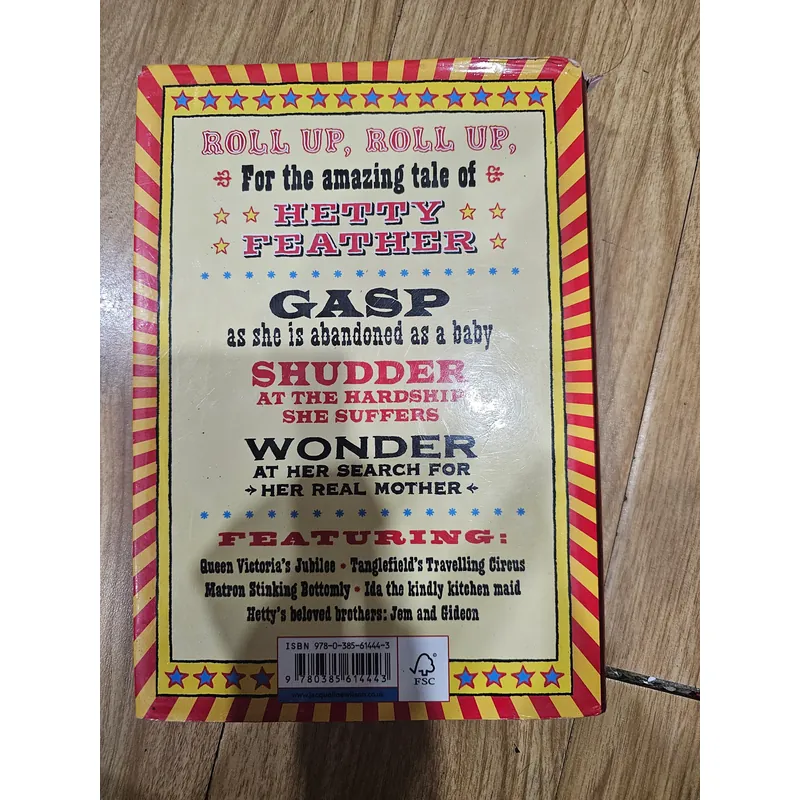 ROLL UP, ROLL UP,
For the amazing tale of
HETTY
FEATHER
GASP
as she is abandoned as a baby
SHUDDER
AT THE HARDSHIP
SHE SUFFERS
WONDER
AT HER SEARCH FOR
HER REAL MOTHER
FEATURING:
Queen Victoria's Jubilee • Tanglefield's Travelling Circus
Matron Stinking Bottomly • Ida the kindly kitchen maid
Hetty's beloved brothers: Jem and Gideon
ISBN 978-0-385-61444-3
9 780385 614443
FSC